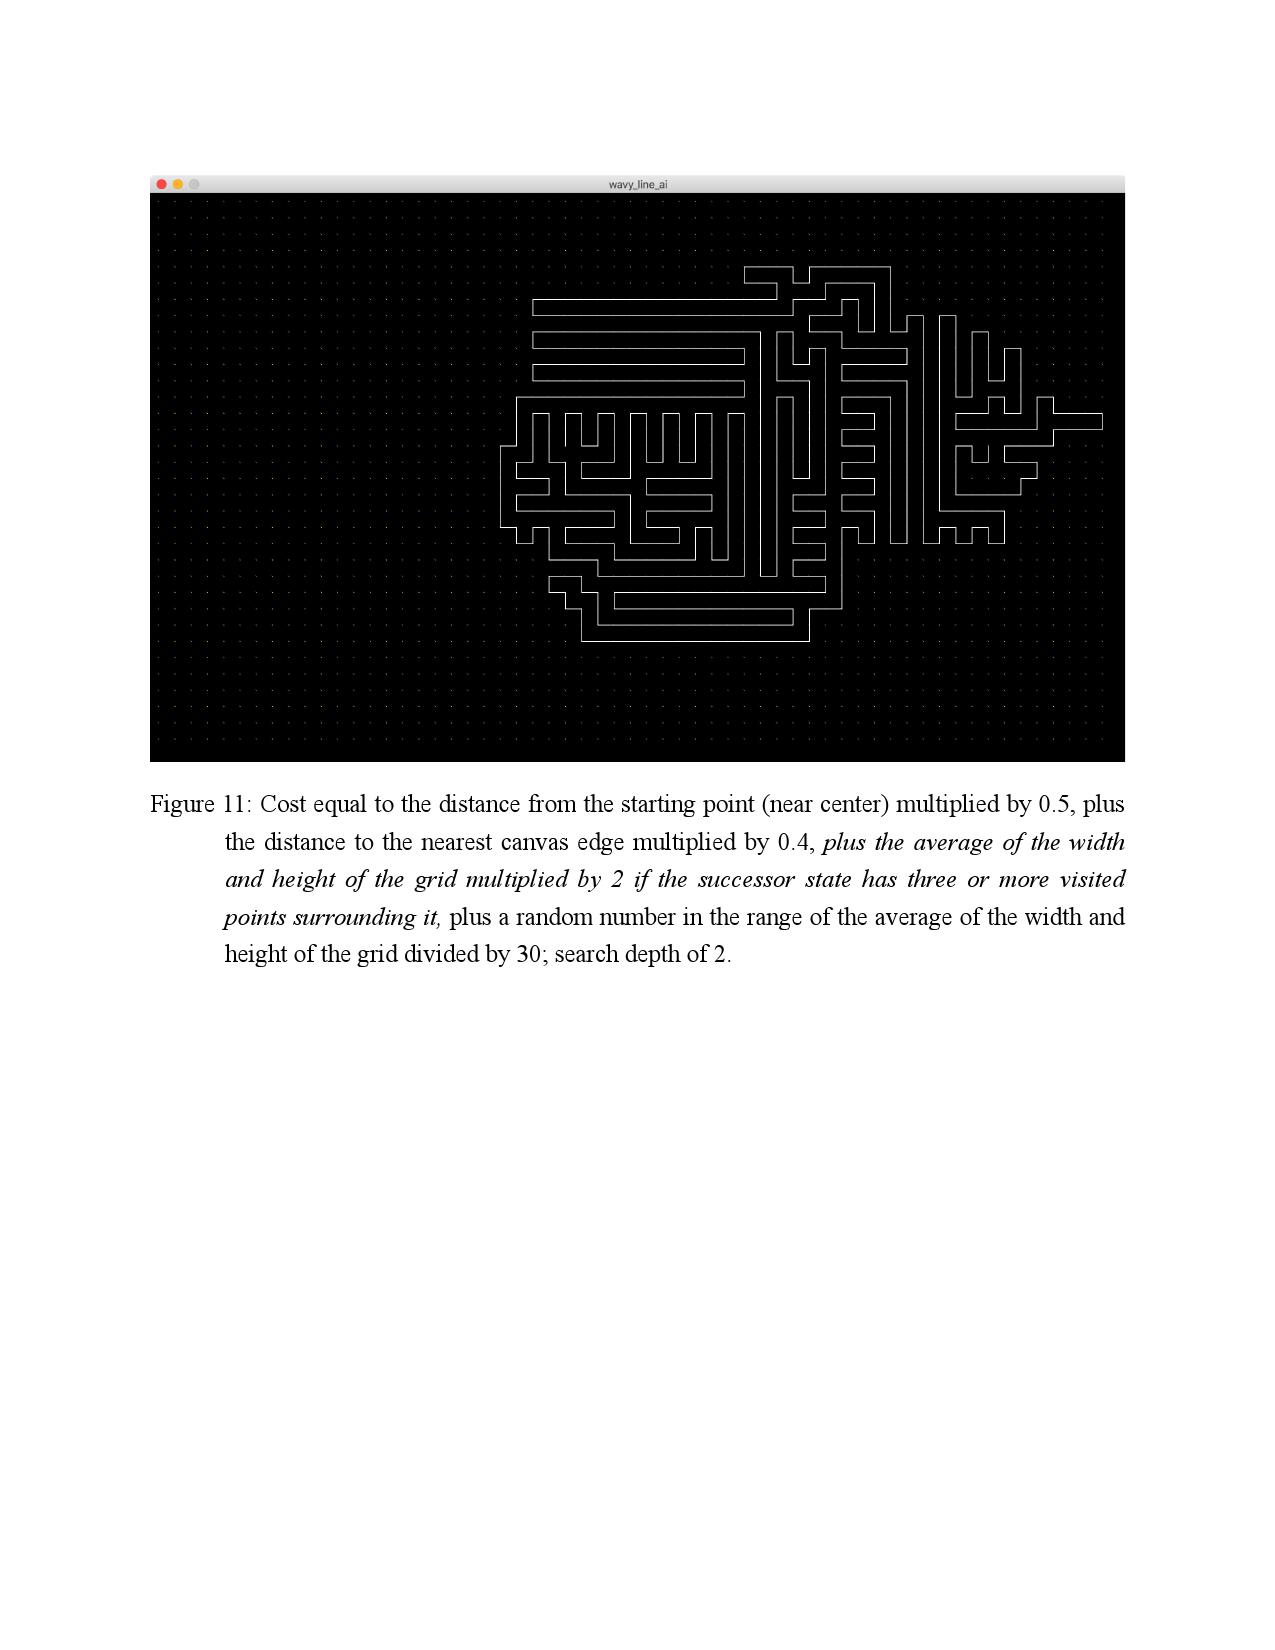 wavy_line_ai
Figure 11: Cost equal to the distance from the starting point (near center) multiplied by 0.5, plus
the distance to the nearest canvas edge multiplied by 0.4, plus the average of the width
and height of the grid multiplied by 2 if the successor state has three or more visited
points surrounding it, plus a random number in the range of the average of the width and
height of the grid divided by 30; search depth of 2.